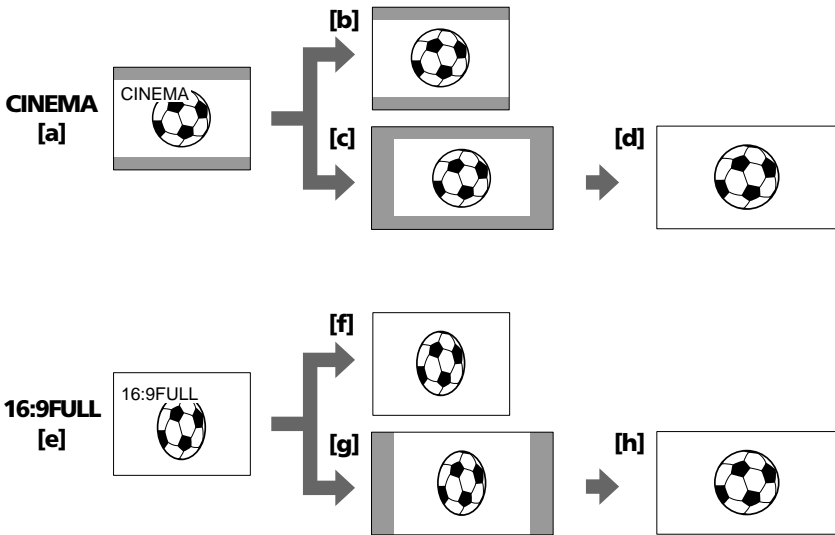 CINEMA
[a]
CINEMA
[b]
[c]
[d]
16:9FULL
[e]
16:9FULL
[f]
[g]
[h]